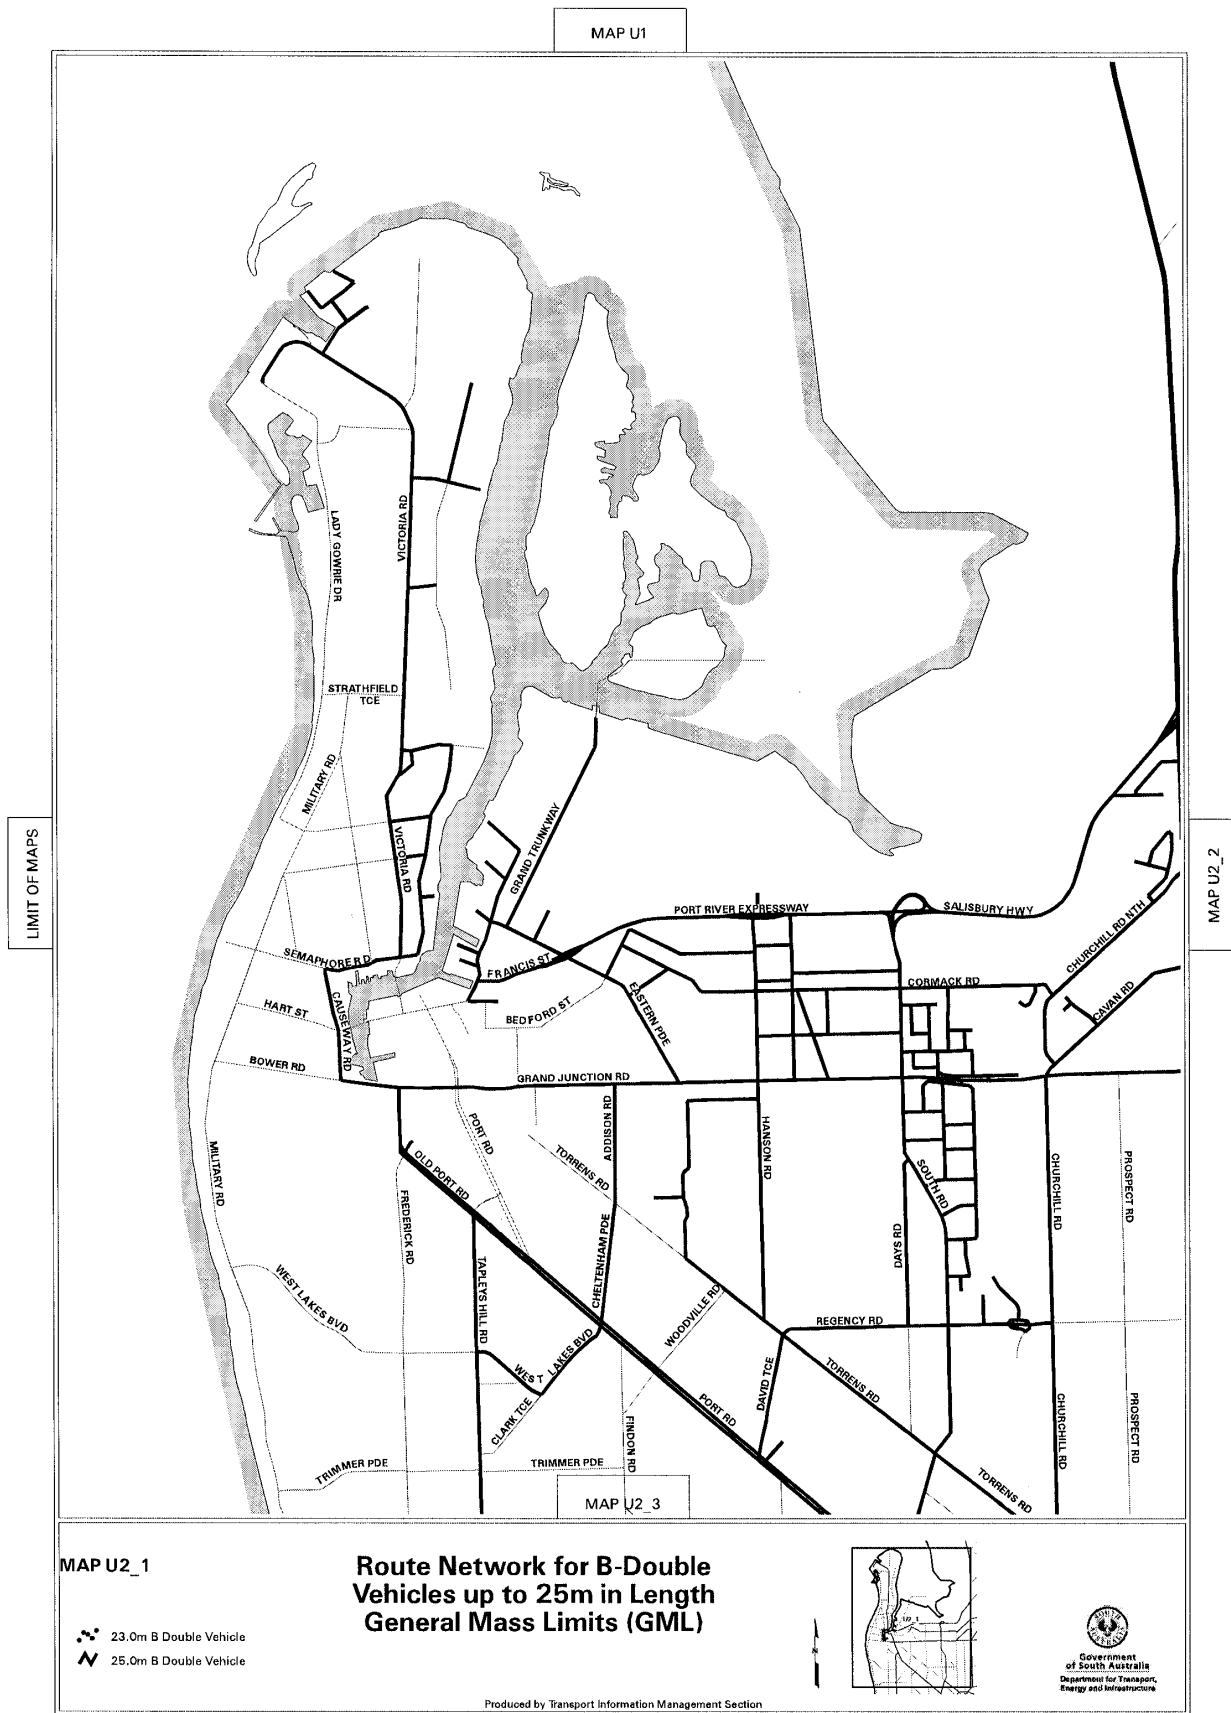 MAP U1
LADY GOWRIE DR
VICTORIA RD
STRATHFIELD
TCE
MILITARY RD
VICTORIA RD
GRAND TRUNKWAY
LIMIT OF MAPS
MAP U2_2
PORT RIVER EXPRESSWAY
SALISBURY HWY
CHURCHILL RD NTH
SEMAPHORE RD
FRANCIS ST
CORMACK RD
CAVAN RD
HART ST
CAUSEWAY RD
BEDFORD ST
EASTERN PDE
BOWER RD
GRAND JUNCTION RD
PORT RD
ADDISON RD
HANSON RD
TORRENS RD
MILITARY RD
OLD PORT RD
FREDERICK RD
SOUTH RD
CHURCHILL RD
PROSPECT RD
DAYS RD
CHELTENHAM PDE
TAPLEYS HILL RD
WEST LAKES BVD
WOODVILLE RD
REGENCY RD
WEST
LAKES BVD
CLARK TCE
DAVID TCE
TORRENS RD
PORT RD
FINDON RD
CHURCHILL RD
PROSPECT RD
TRIMMER PDE
TRIMMER PDE
TORRENS RD
MAP U2_3
MAP U2_1
Route Network for B-Double
Vehicles up to 25m in Length
General Mass Limits (GML)
23.0m B Double Vehicle
25.0m B Double Vehicle
N
SOUTH
AUSTRALIA
Government
of South Australia
Department for Transport,
Energy and Infrastructure
Produced by Transport Information Management Section